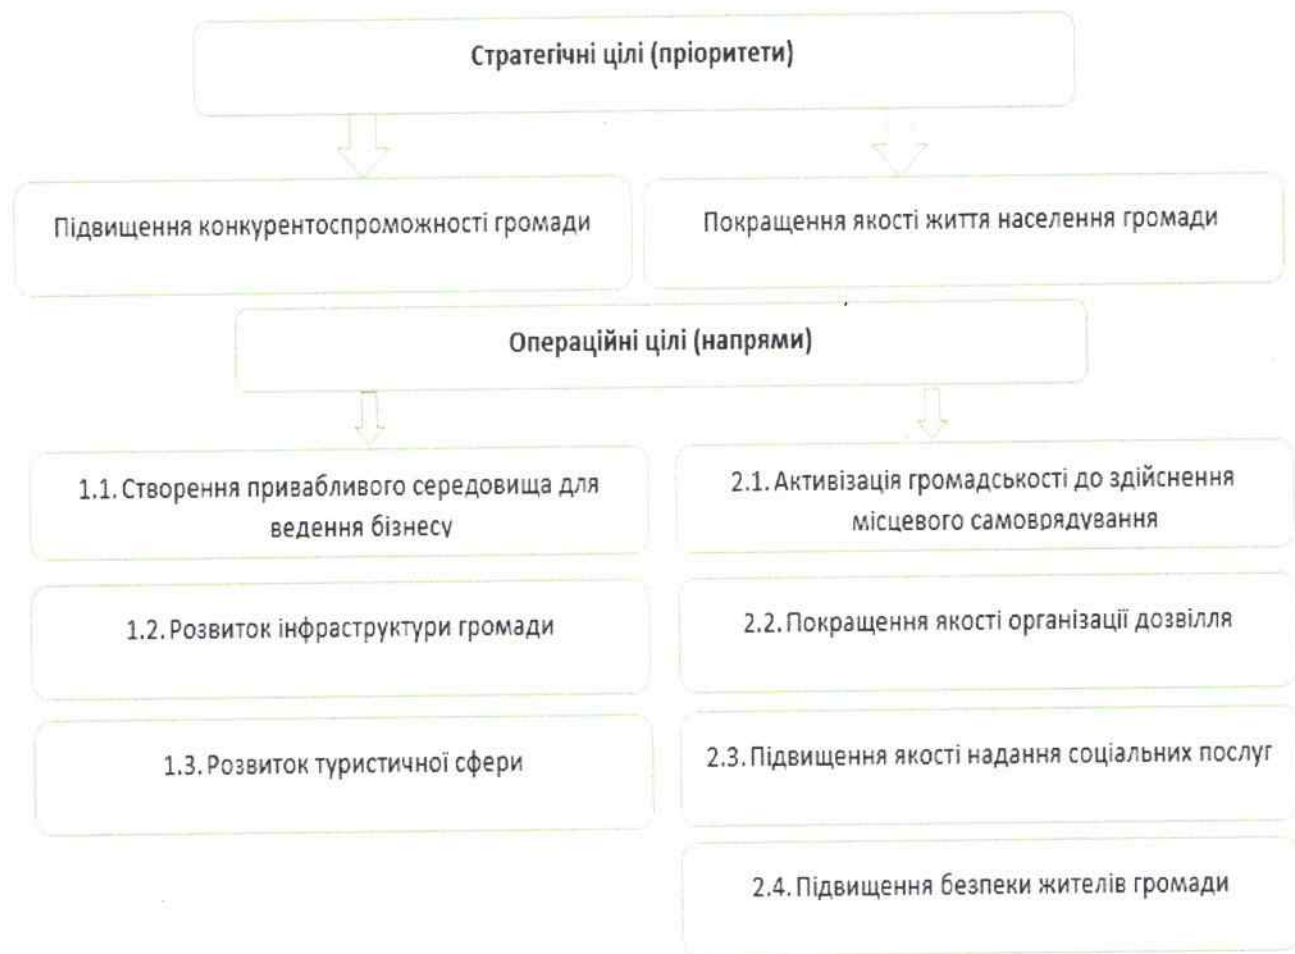 Стратегічні цілі (пріоритети)
Підвищення конкурентоспроможності громади
Покращення якості життя населення громади
Операційні цілі (напрями)
1.1. Створення привабливого середовища для
ведення бізнесу
1.2. Розвиток інфраструктури громади
1.3. Розвиток туристичної сфери
2.1. Активізація громадськості до здійснення
місцевого самоврядування
2.2. Покращення якості організації дозвілля
2.3. Підвищення якості надання соціальних послуг
2.4. Підвищення безпеки жителів громади